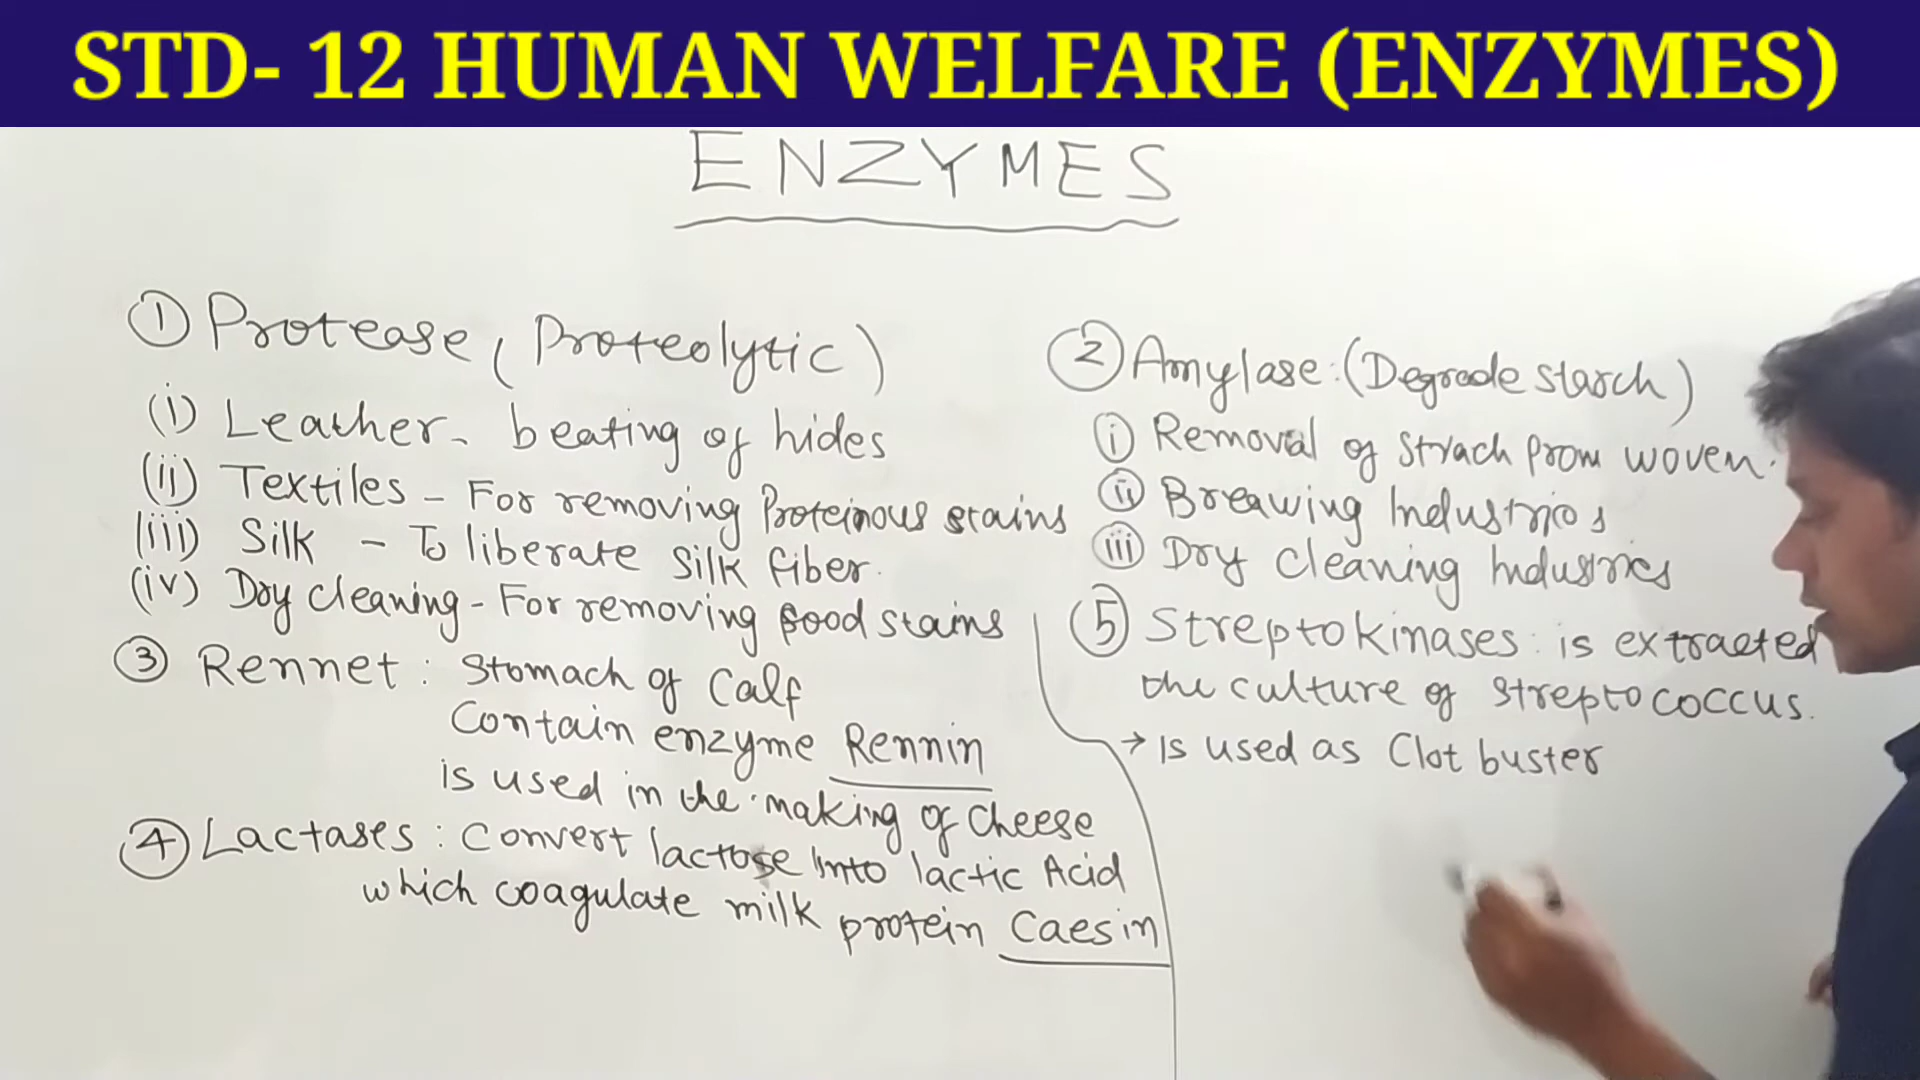 STD- 12 HUMAN WELFARE (ENZYMES)
ENZYMES
① Protease (Proteolytic)
(i) Leather - beating of hides
(ii) Textiles - For removing Proteinous stains
(iii) Silk - To liberate silk fiber.
(iv) Dry cleaning - For removing food stains
③ Rennet : Stomach of Calf
Contain enzyme Rennin
is used in the making of Cheese
④ Lactases : Convert lactose into lactic Acid
which coagulate milk protein Caesin
② Amylase : (Degrade starch)
(i) Removal of Strach from woven.
(ii) Breawing Industries
(iii) Dry cleaning Industries
⑤ Streptokinases : is extracted
the culture of streptococcus.
→ Is used as Clot buster